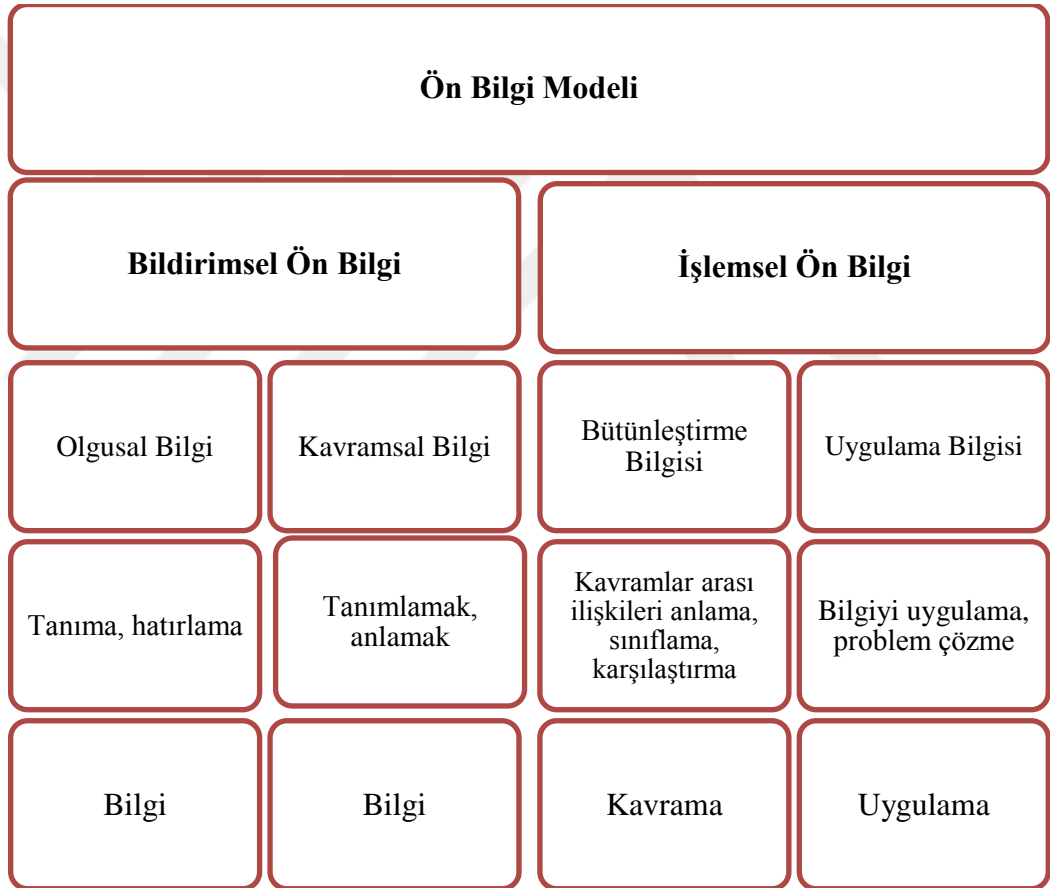 Ön Bilgi Modeli
Bildirimsel Ön Bilgi
İşlemsel Ön Bilgi
Olgusal Bilgi
Kavramsal Bilgi
Bütünleştirme
Bilgisi
Uygulama Bilgisi
Tanıma, hatırlama
Tanımlamak,
anlamak
Kavramlar arası
ilişkileri anlama,
sınıflama,
karşılaştırma
Bilgiyi uygulama,
problem çözme
Bilgi
Bilgi
Kavrama
Uygulama